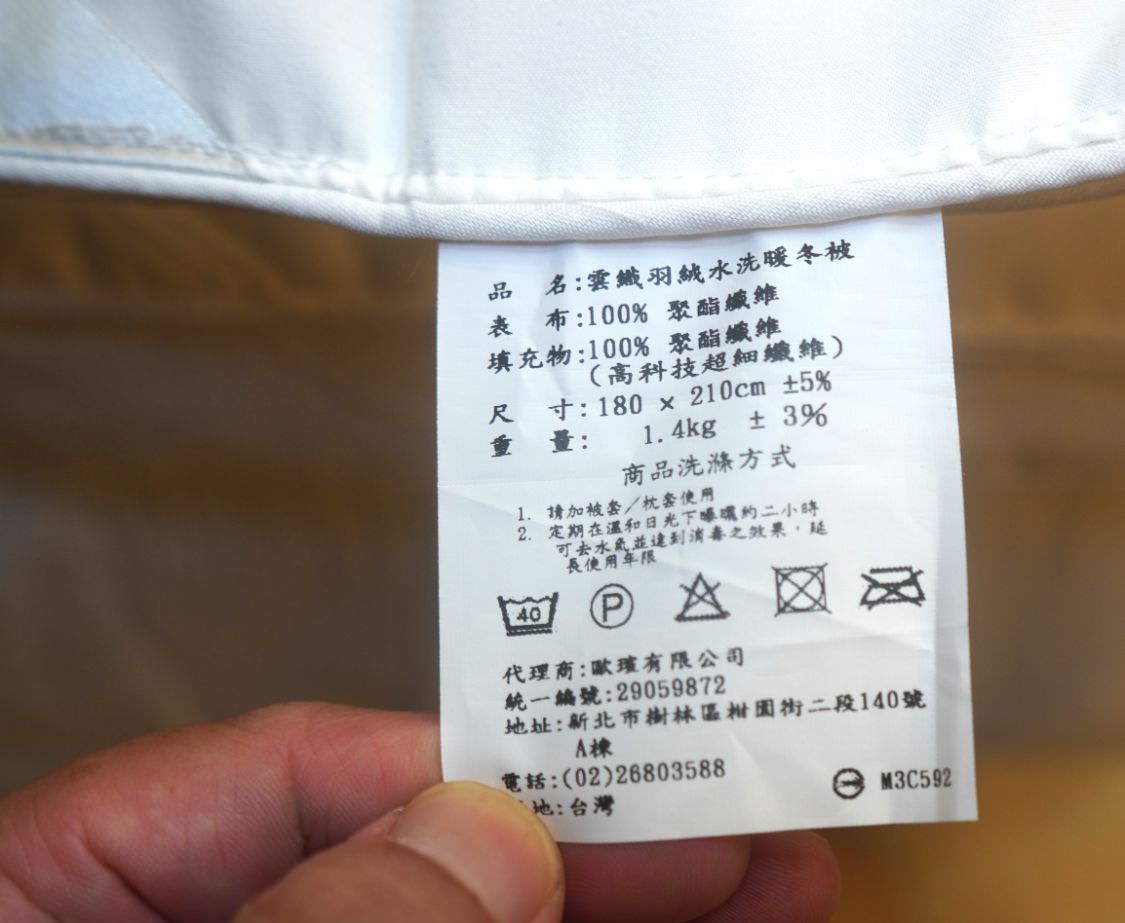 品　名:雲織羽絨水洗暖冬被
表　布:100% 聚酯纖維
填充物:100% 聚酯纖維
(高科技超細纖維)
尺　寸:180 × 210cm ±5%
重　量:　1.4kg　± 3%
商品洗滌方式
1. 請加被套／枕套使用
2. 定期在溫和日光下曝曬約二小時
可去水氣並達到消毒之效果，延
長使用年限
40 P
代理商:歐璀有限公司
統一編號:29059872
地址:新北市樹林區柑園街二段140號
A棟
電話:(02)26803588
地:台灣
M3C592